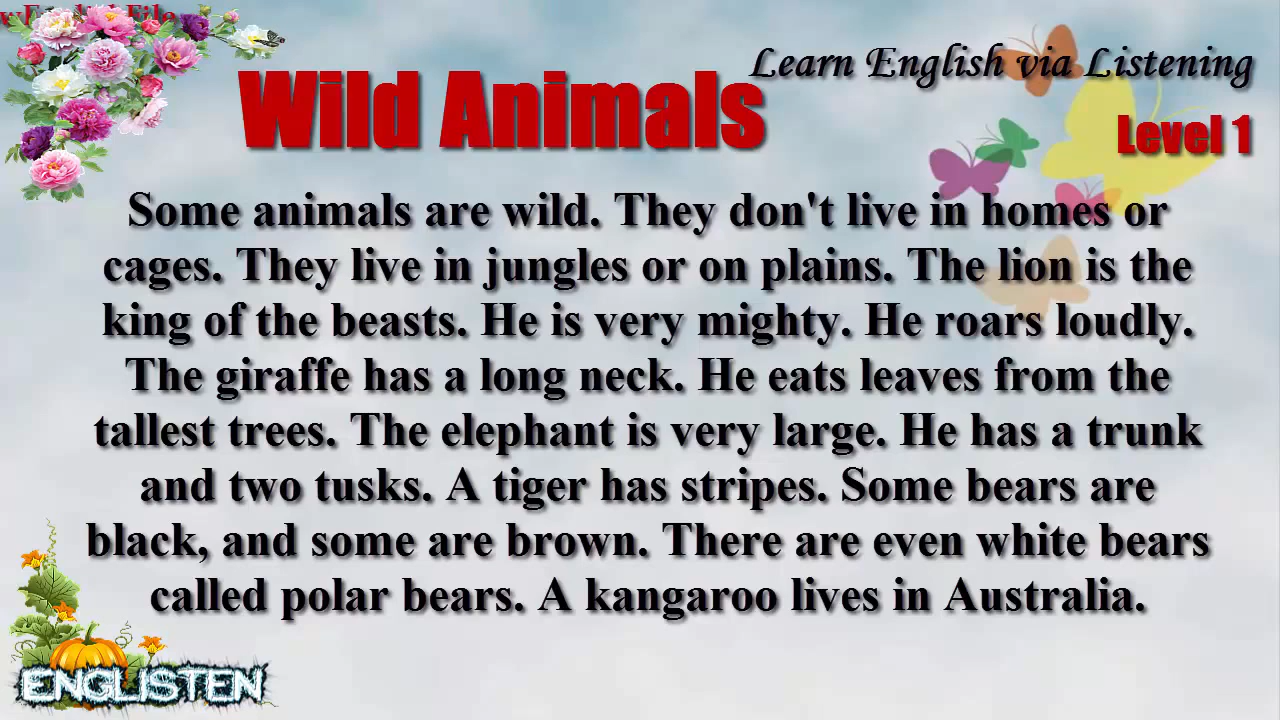 Learn English via Listening
Wild Animals
Level 1
Some animals are wild. They don't live in homes or
cages. They live in jungles or on plains. The lion is the
king of the beasts. He is very mighty. He roars loudly.
The giraffe has a long neck. He eats leaves from the
tallest trees. The elephant is very large. He has a trunk
and two tusks. A tiger has stripes. Some bears are
black, and some are brown. There are even white bears
called polar bears. A kangaroo lives in Australia.
ENGLISTEN